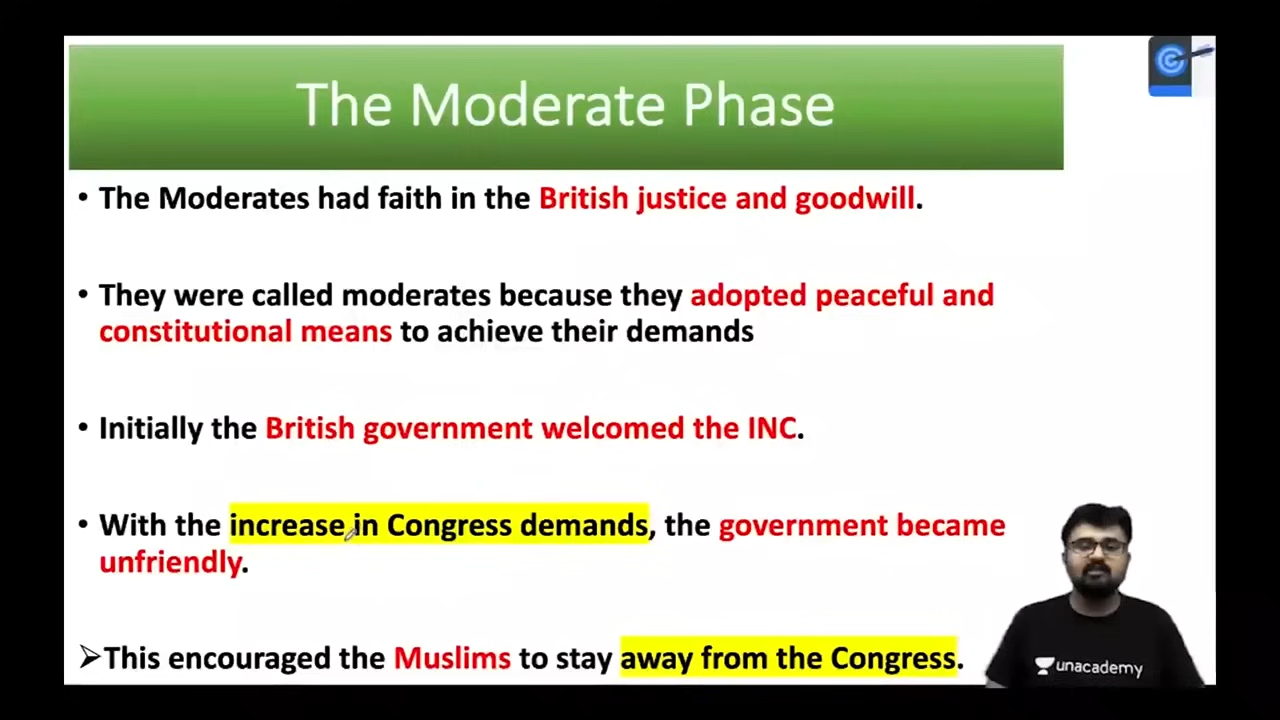 The Moderate Phase
• The Moderates had faith in the British justice and goodwill.
• They were called moderates because they adopted peaceful and
constitutional means to achieve their demands
• Initially the British government welcomed the INC.
• With the increase in Congress demands, the government became
unfriendly.
➢This encouraged the Muslims to stay away from the Congress.
unacademy